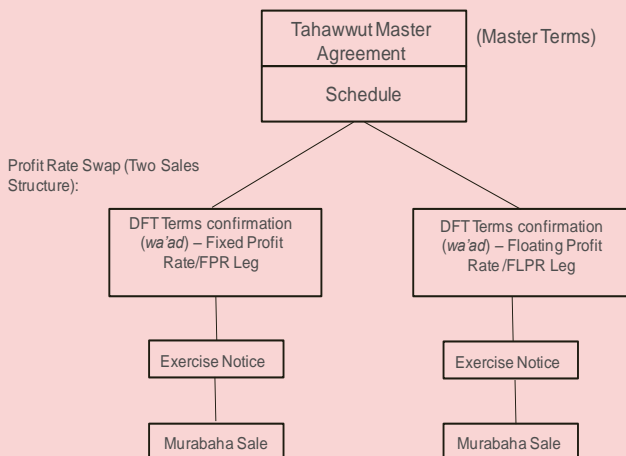 Tahawwut Master
Agreement
(Master Terms)
Schedule
Profit Rate Swap (Two Sales
Structure):
DFT Terms confirmation
(wa'ad) – Fixed Profit
Rate/FPR Leg
DFT Terms confirmation
(wa'ad) – Floating Profit
Rate /FLPR Leg
Exercise Notice
Exercise Notice
Murabaha Sale
Murabaha Sale